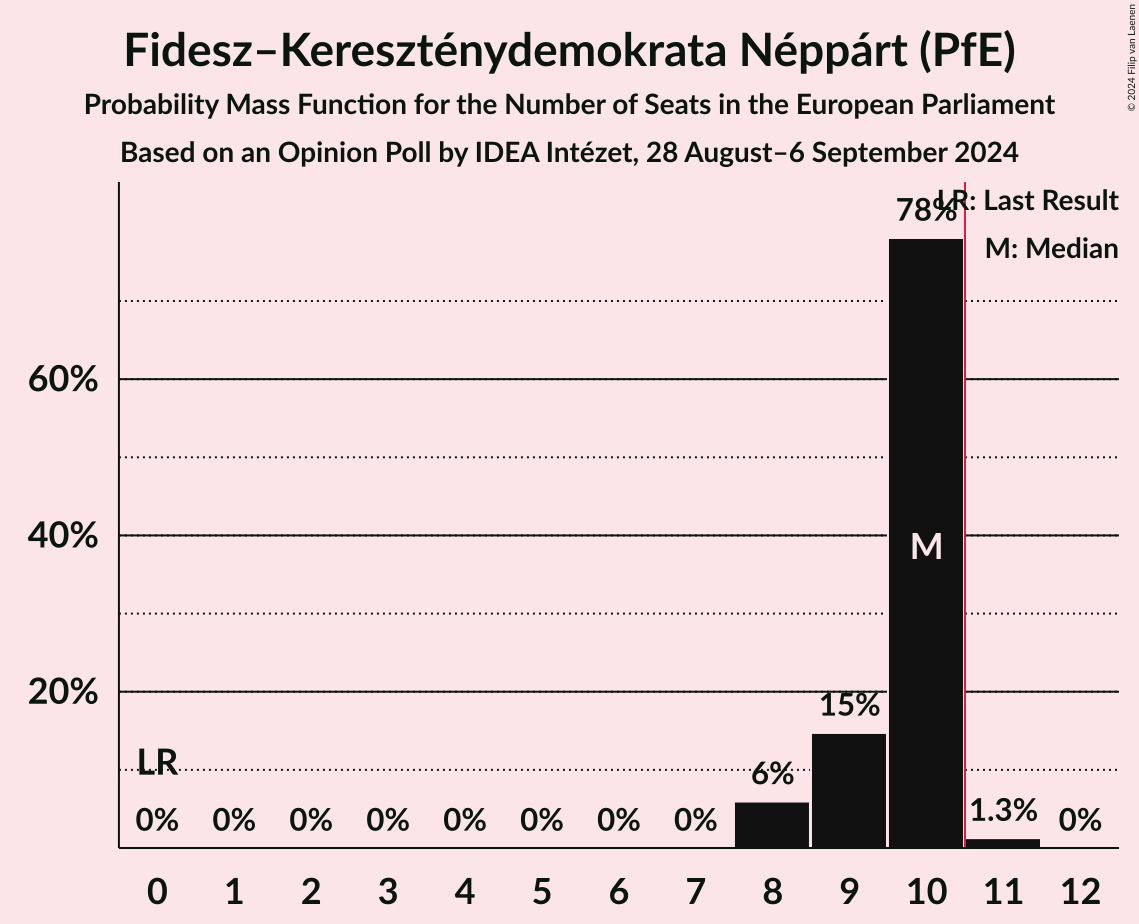 Fidesz–Kereszténydemokrata Néppárt (PfE)
Probability Mass Function for the Number of Seats in the European Parliament
Based on an Opinion Poll by IDEA Intézet, 28 August–6 September 2024
© 2024 Filip van Laenen
LR: Last Result
M: Median
78%
60%
40%
M
20%
15%
LR
6%
0% 0% 0% 0% 0% 0% 0% 0% 1.3% 0%
0 1 2 3 4 5 6 7 8 9 10 11 12